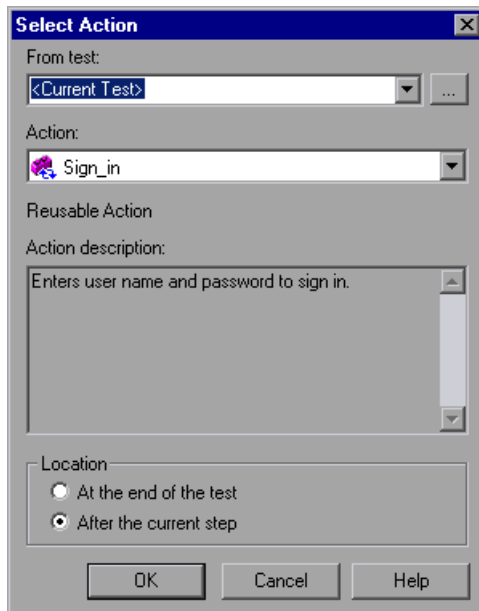 Select Action
From test:
<Current Test>
...
Action:
Sign_in
Reusable Action
Action description:
Enters user name and password to sign in.
Location
At the end of the test
After the current step
OK Cancel Help